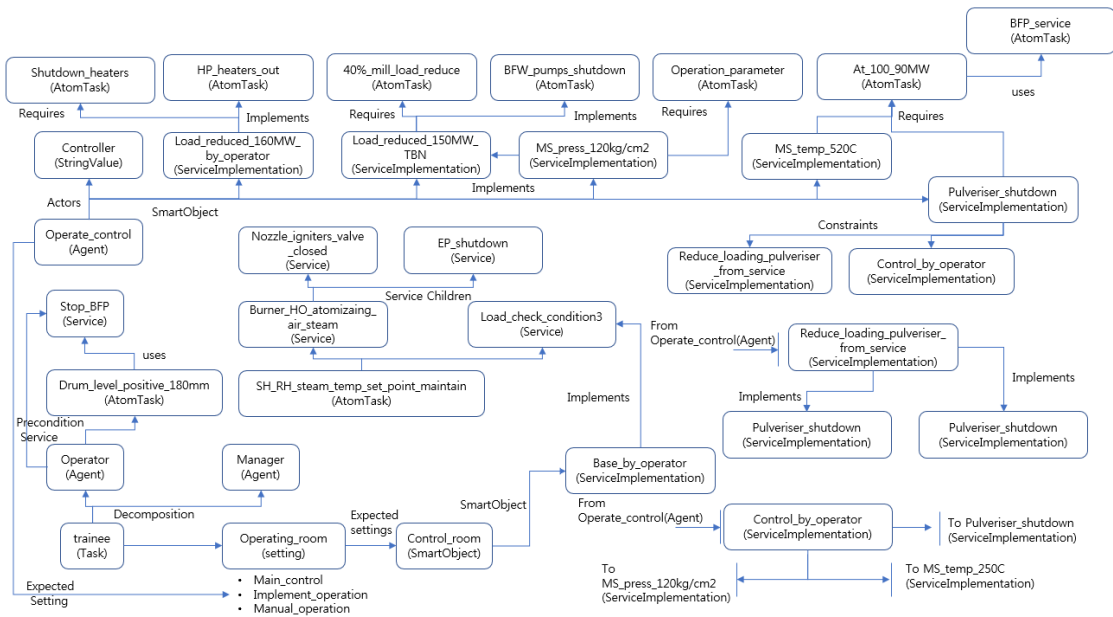 BFP_service
(AtomTask)
Shutdown_heaters
(AtomTask)
HP_heaters_out
(AtomTask)
40%_mill_load_reduce
(AtomTask)
BFW_pumps_shutdown
(AtomTask)
Operation_parameter
(AtomTask)
At_100_90MW
(AtomTask)
uses
Requires
Implements
Requires
Implements
Requires
Requires
Controller
(StringValue)
Load_reduced_160MW_
by_operator
(ServiceImplementation)
Load_reduced_150MW_
TBN
(ServiceImplementation)
MS_press_120kg/cm2
(ServiceImplementation)
MS_temp_520C
(ServiceImplementation)
Implements
Pulveriser_shutdown
(ServiceImplementation)
Actors
SmartObject
Operate_control
(Agent)
Constraints
Nozzle_igniters_valve
_closed
(Service)
EP_shutdown
(Service)
Reduce_loading_pulveriser
_from_service
(ServiceImplementation)
Control_by_operator
(ServiceImplementation)
Service Children
Stop_BFP
(Service)
Burner_HO_atomizaing_
air_steam
(Service)
Load_check_condition3
(Service)
From
Operate_control(Agent)
Reduce_loading_pulveriser_
from_service
(ServiceImplementation)
uses
Drum_level_positive_180mm
(AtomTask)
SH_RH_steam_temp_set_point_maintain
(AtomTask)
Implements
Implements
Implements
Precondition
Service
Pulveriser_shutdown
(ServiceImplementation)
Pulveriser_shutdown
(ServiceImplementation)
Operator
(Agent)
Manager
(Agent)
Base_by_operator
(ServiceImplementation)
SmartObject
Decomposition
Expected
settings
From
Operate_control(Agent)
trainee
(Task)
Operating_room
(setting)
Control_room
(SmartObject)
Control_by_operator
(ServiceImplementation)
To Pulveriser_shutdown
(ServiceImplementation)
Expected
Setting
• Main_control
• Implement_operation
• Manual_operation
To
MS_press_120kg/cm2
(ServiceImplementation)
To MS_temp_250C
(ServiceImplementation)